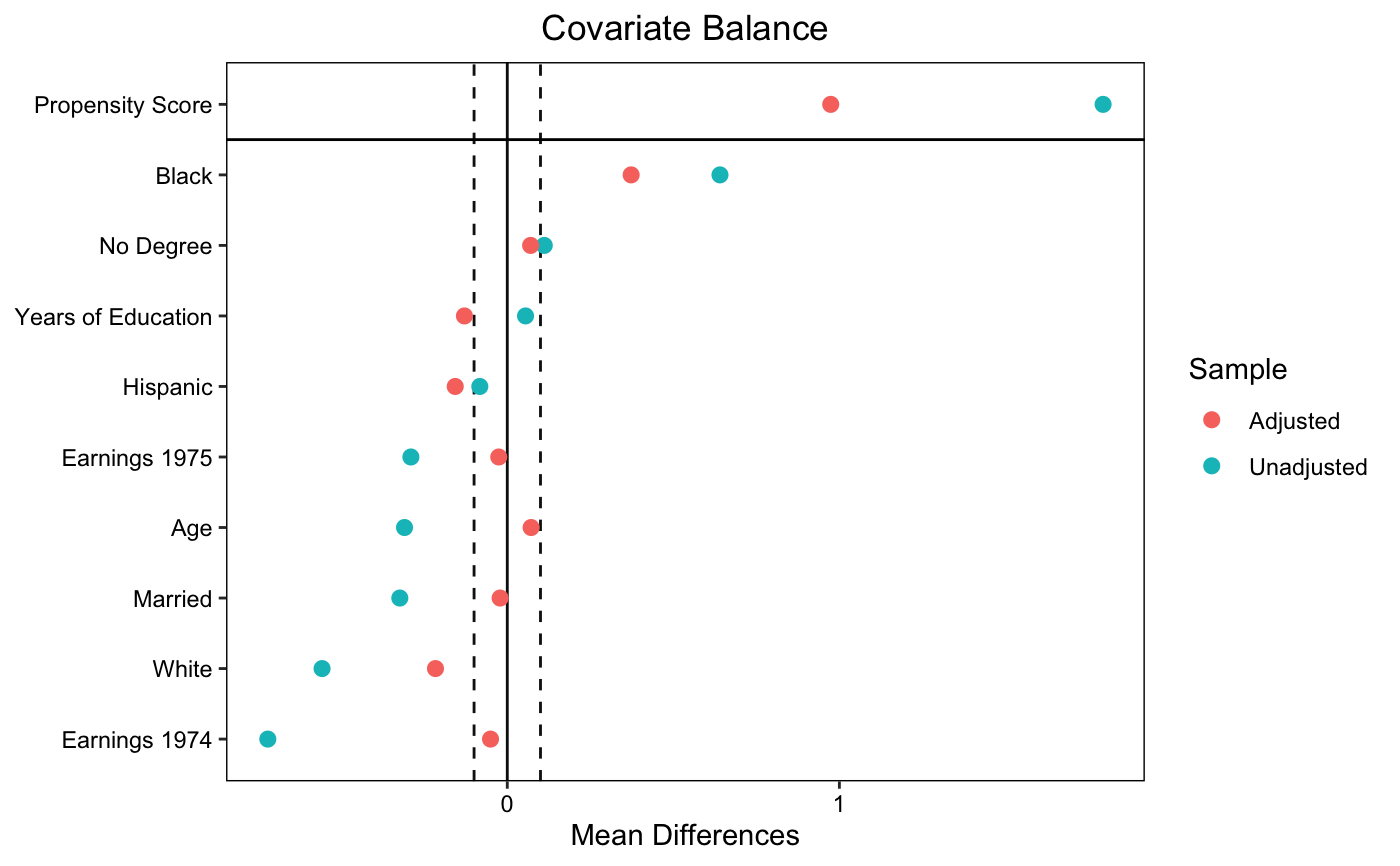 Covariate Balance
Propensity Score
Black
No Degree
Years of Education
Hispanic
Earnings 1975
Age
Married
White
Earnings 1974
0 1
Mean Differences
Sample
Adjusted
Unadjusted